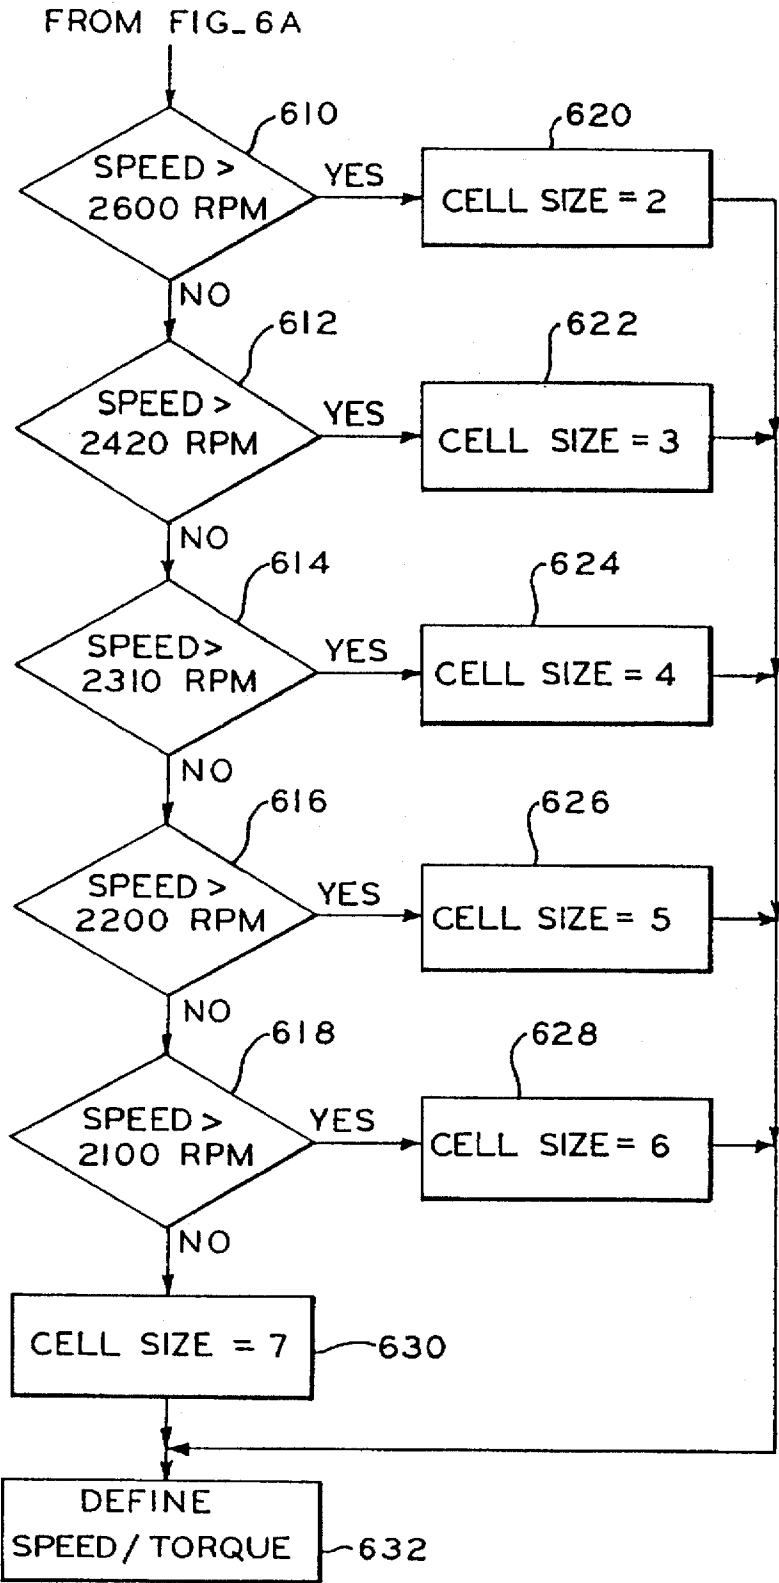 FROM FIG_6A
610
620
SPEED >
2600 RPM
YES
CELL SIZE = 2
NO
612
622
SPEED >
2420 RPM
YES
CELL SIZE = 3
NO
614
624
SPEED >
2310 RPM
YES
CELL SIZE = 4
NO
616
626
SPEED >
2200 RPM
YES
CELL SIZE = 5
NO
618
628
SPEED >
2100 RPM
YES
CELL SIZE = 6
NO
CELL SIZE = 7
630
DEFINE
SPEED / TORQUE
632